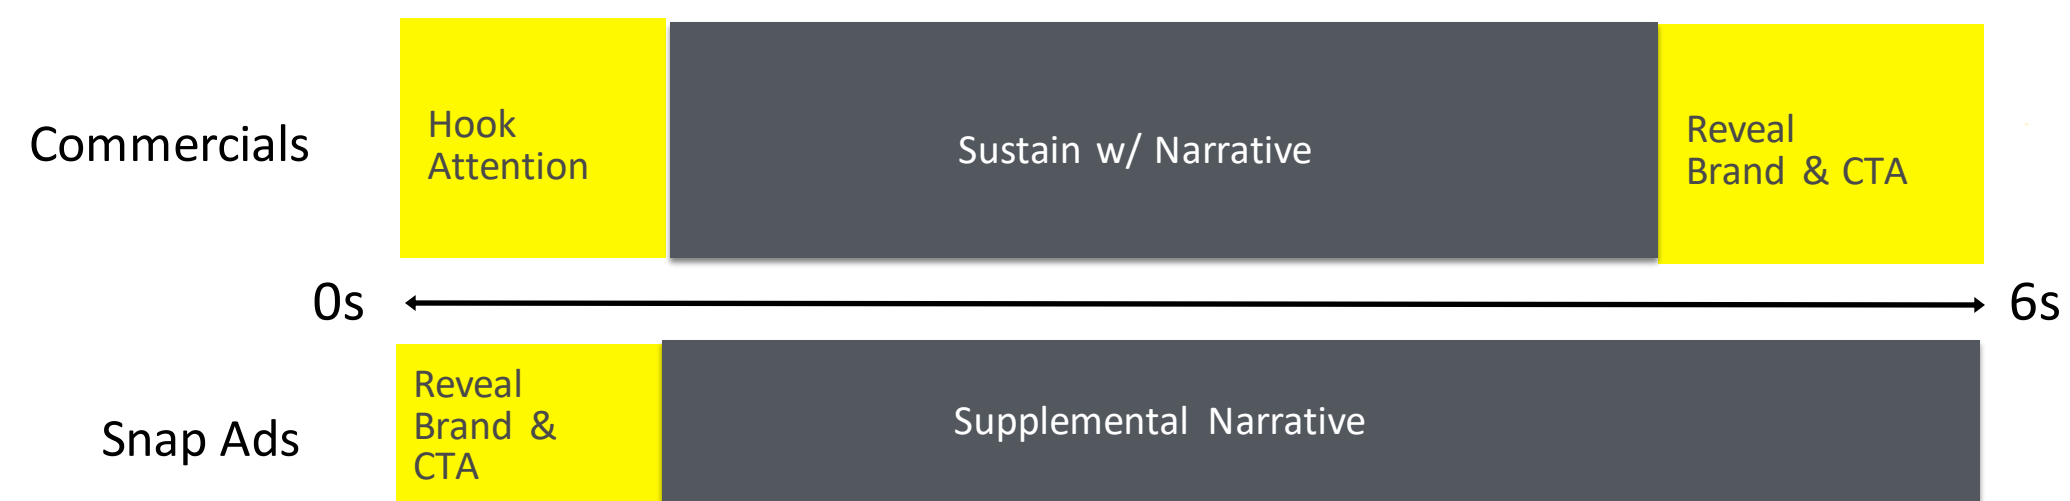 Commercials
Hook
Attention
Sustain w/ Narrative
Reveal
Brand & CTA
0s
6s
Snap Ads
Reveal
Brand &
CTA
Supplemental Narrative